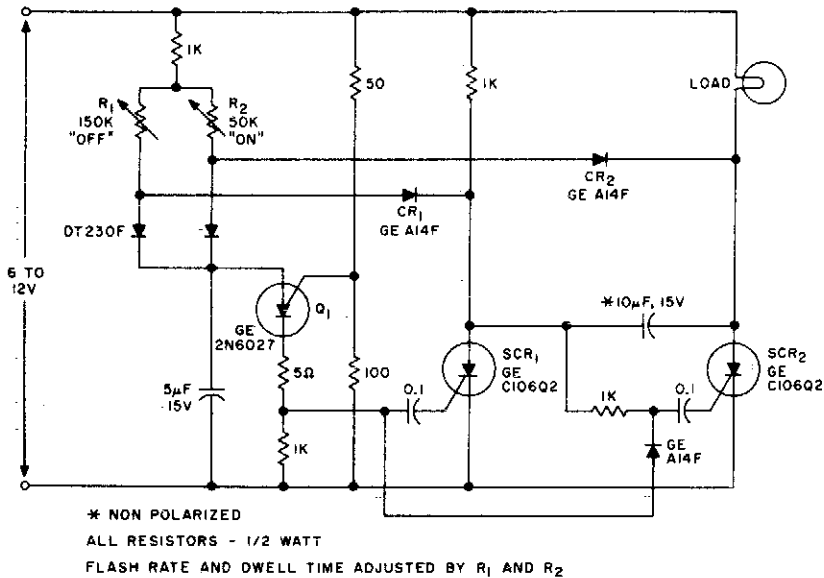 1K
50
1K
LOAD
R1
150K
"OFF"
R2
50K
"ON"
CR2
GE A14F
CR1
GE A14F
DT230F
6 TO
12V
Q1
GE
2N6027
*10µF, 15V
SCR1
GE
C106Q2
SCR2
GE
C106Q2
5Ω
100
0.1
5µF
15V
1K
0.1
1K
GE
A14F
* NON POLARIZED
ALL RESISTORS - 1/2 WATT
FLASH RATE AND DWELL TIME ADJUSTED BY R1 AND R2